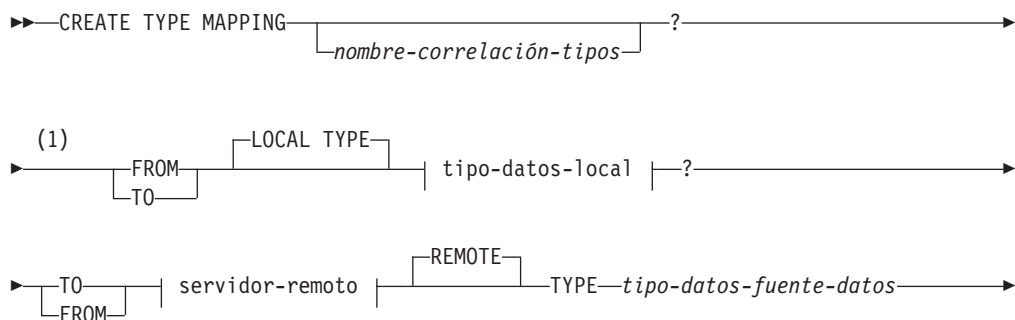 CREATE TYPE MAPPING ?
nombre-correlación-tipos
(1) LOCAL TYPE
FROM tipo-datos-local ?
TO
REMOTE
TO servidor-remoto TYPE tipo-datos-fuente-datos
FROM